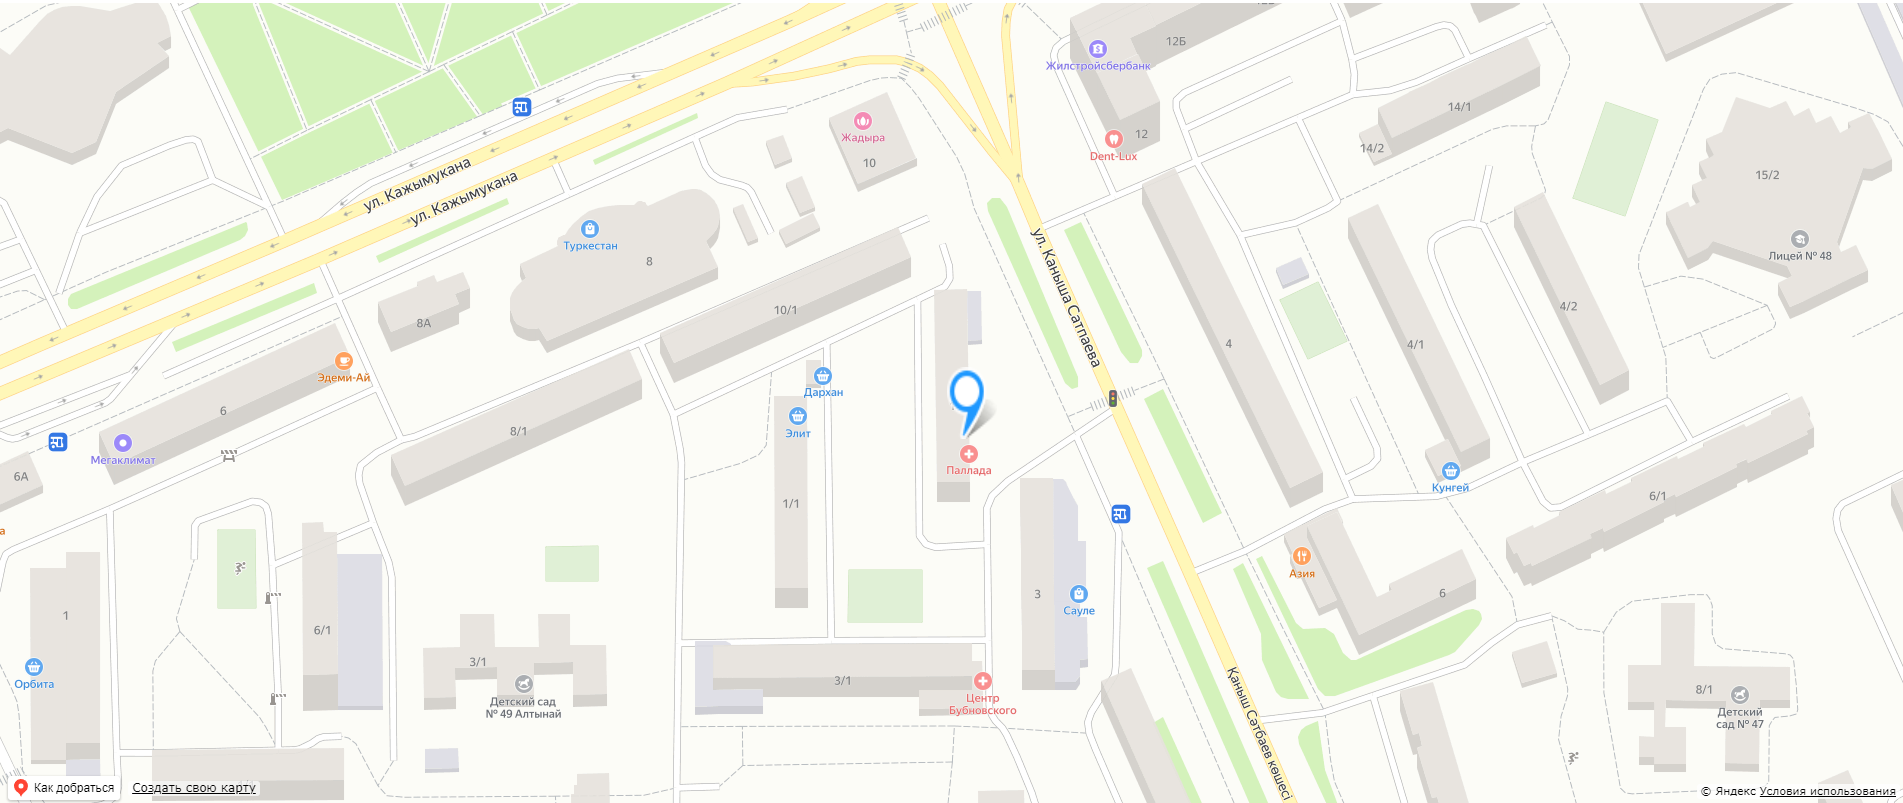 12Б
Жилстройсбербанк
14/1
12
Dent-Lux
14/2
Жадыра
10
15/2
ул. Кажымукана
ул. Кажымукана
Туркестан
8
ул. Каныша Сатпаева
Лицей № 48
10/1
8А
4/2
4
4/1
Эдеми-Ай
Дархан
6
Элит
8/1
Мегаклимат
Паллада
6А
Кунгей
6/1
1/1
а
Азия
3
6
Сауле
1
6/1
3/1
Орбита
3/1
Детский сад
№ 49 Алтынай
Центр
Бубновского
Қаныш Сәтбаев көшесі
8/1
Детский
сад № 47
Как добраться
Создать свою карту
© Яндекс Условия использования